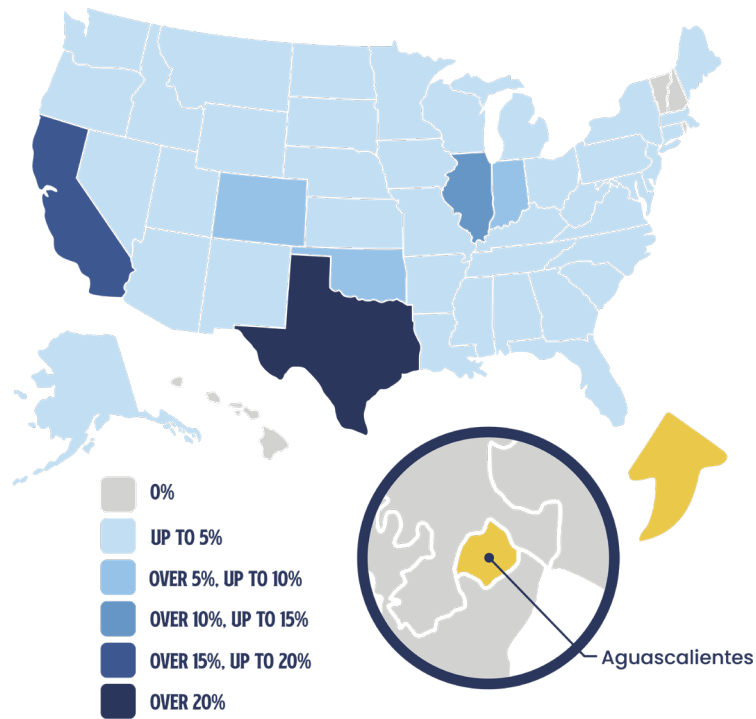 0%
UP TO 5%
OVER 5%, UP TO 10%
OVER 10%, UP TO 15%
OVER 15%, UP TO 20%
OVER 20%
Aguascalientes